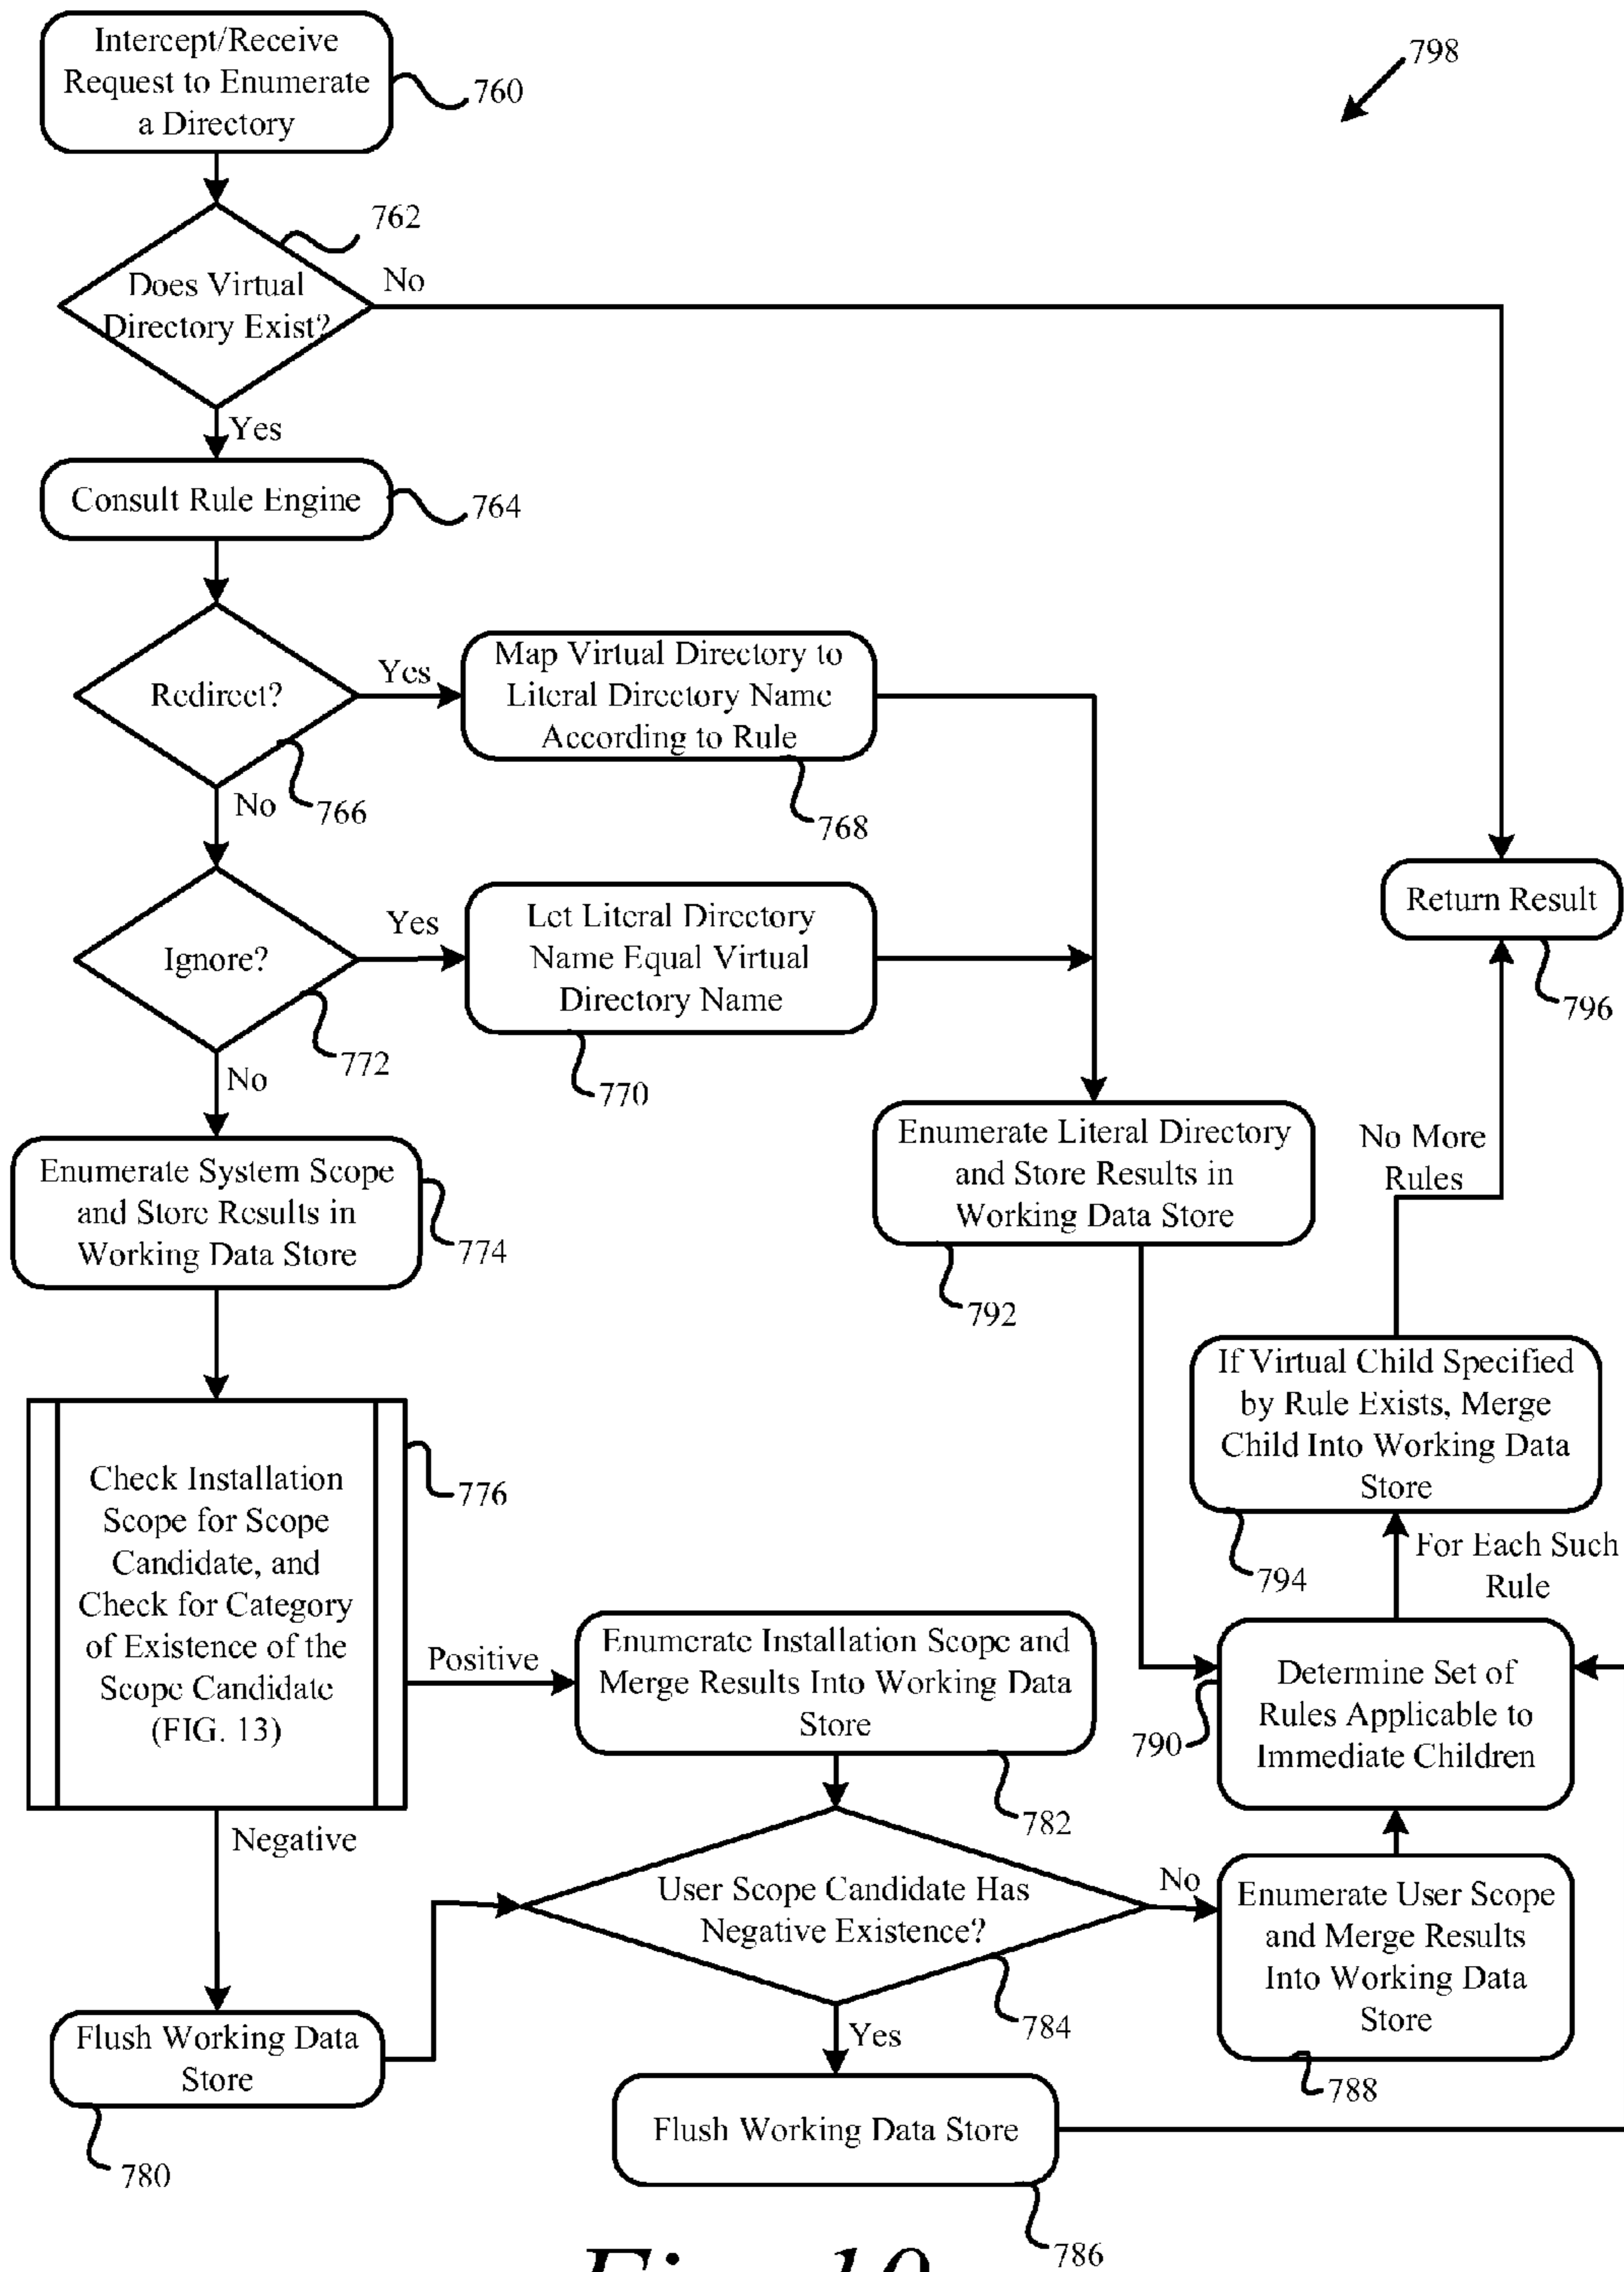 Intercept/Receive
Request to Enumerate
a Directory
760
798
762
Does Virtual
Directory Exist?
No
Yes
Consult Rule Engine
764
Redirect?
Yes
766
No
Map Virtual Directory to
Literal Directory Name
According to Rule
768
Ignore?
Yes
772
No
Let Literal Directory
Name Equal Virtual
Directory Name
770
Return Result
796
Enumerate System Scope
and Store Results in
Working Data Store
774
Enumerate Literal Directory
and Store Results in
Working Data Store
792
No More
Rules
If Virtual Child Specified
by Rule Exists, Merge
Child Into Working Data
Store
794
For Each Such
Rule
Check Installation
Scope for Scope
Candidate, and
Check for Category
of Existence of the
Scope Candidate
(FIG. 13)
776
Positive
Negative
Enumerate Installation Scope and
Merge Results Into Working Data
Store
782
Determine Set of
Rules Applicable to
Immediate Children
790
User Scope Candidate Has
Negative Existence?
784
No
Yes
Enumerate User Scope
and Merge Results
Into Working Data
Store
788
Flush Working Data
Store
780
Flush Working Data Store
786